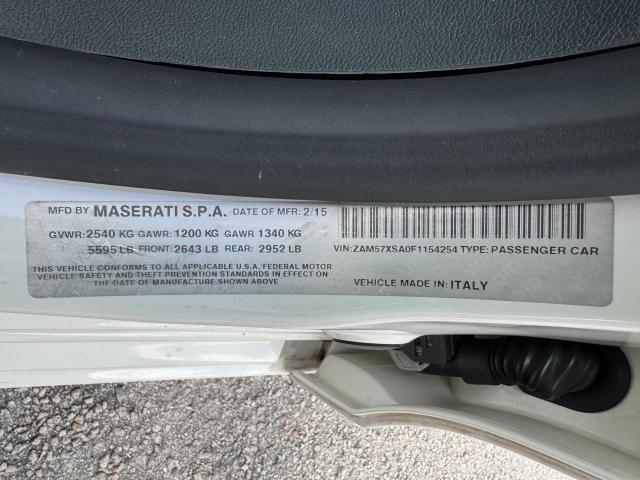 MFD BY MASERATI S.P.A. DATE OF MFR: 2/15
GVWR: 2540 KG GAWR: 1200 KG GAWR 1340 KG
5595 LB FRONT: 2643 LB REAR: 2952 LB
THIS VEHICLE CONFORMS TO ALL APPLICABLE U.S.A. FEDERAL MOTOR
VEHICLE SAFETY AND THEFT PREVENTION STANDARDS IN EFFECT ON
THE DATE OF MANUFACTURE SHOWN ABOVE
VIN: ZAM57XSA0F1154254 TYPE: PASSENGER CAR
VEHICLE MADE IN: ITALY